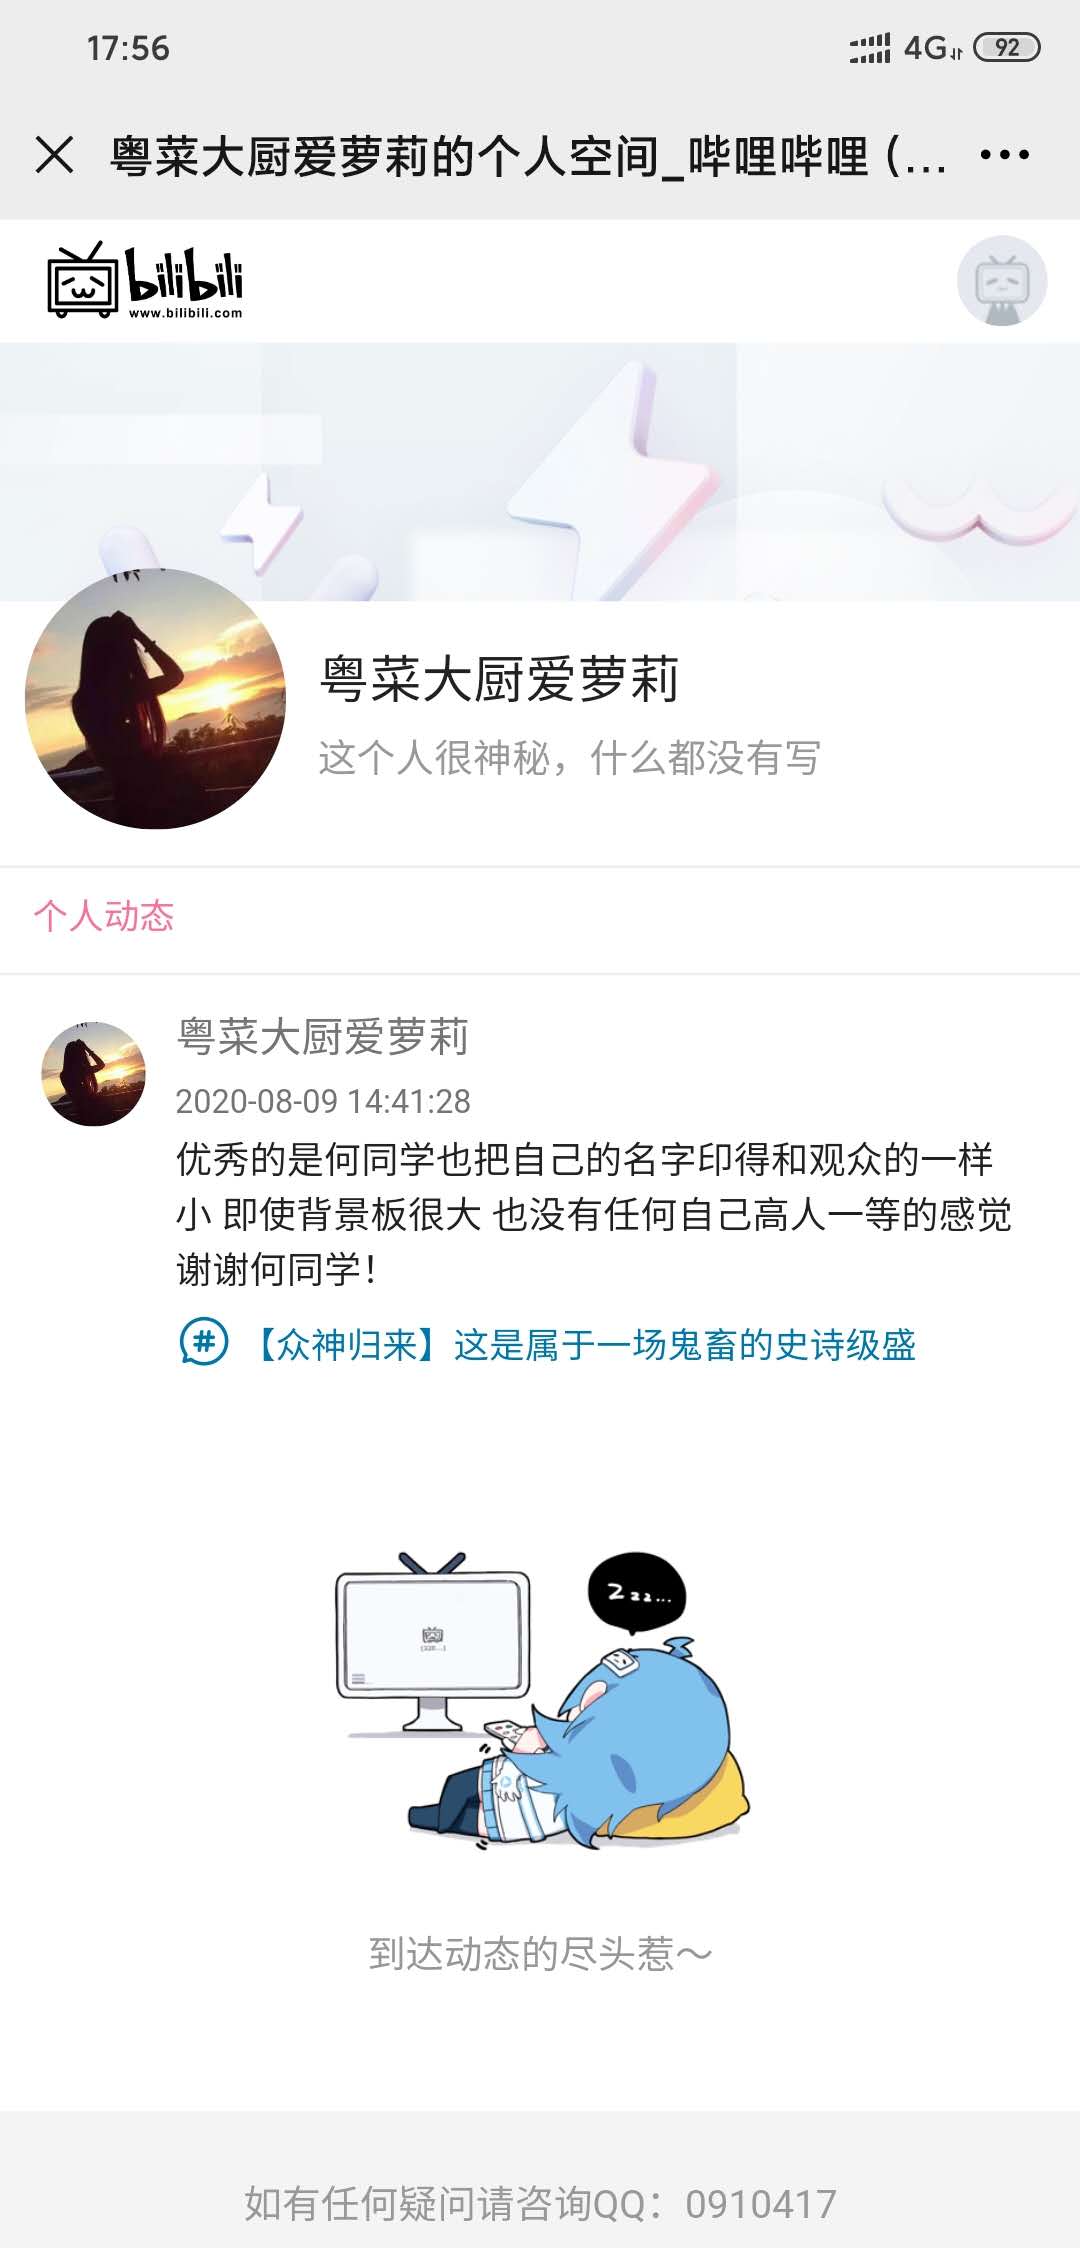 17:56
4G
92
粤菜大厨爱萝莉的个人空间_哔哩哔哩 (...
bilibili
www.bilibili.com
粤菜大厨爱萝莉
这个人很神秘，什么都没有写
个人动态
粤菜大厨爱萝莉
2020-08-09 14:41:28
优秀的是何同学也把自己的名字印得和观众的一样
小 即使背景板很大 也没有任何自己高人一等的感觉
谢谢何同学！
#【众神归来】这是属于一场鬼畜的史诗级盛
Zzz...
到达动态的尽头惹～
如有任何疑问请咨询QQ：0910417